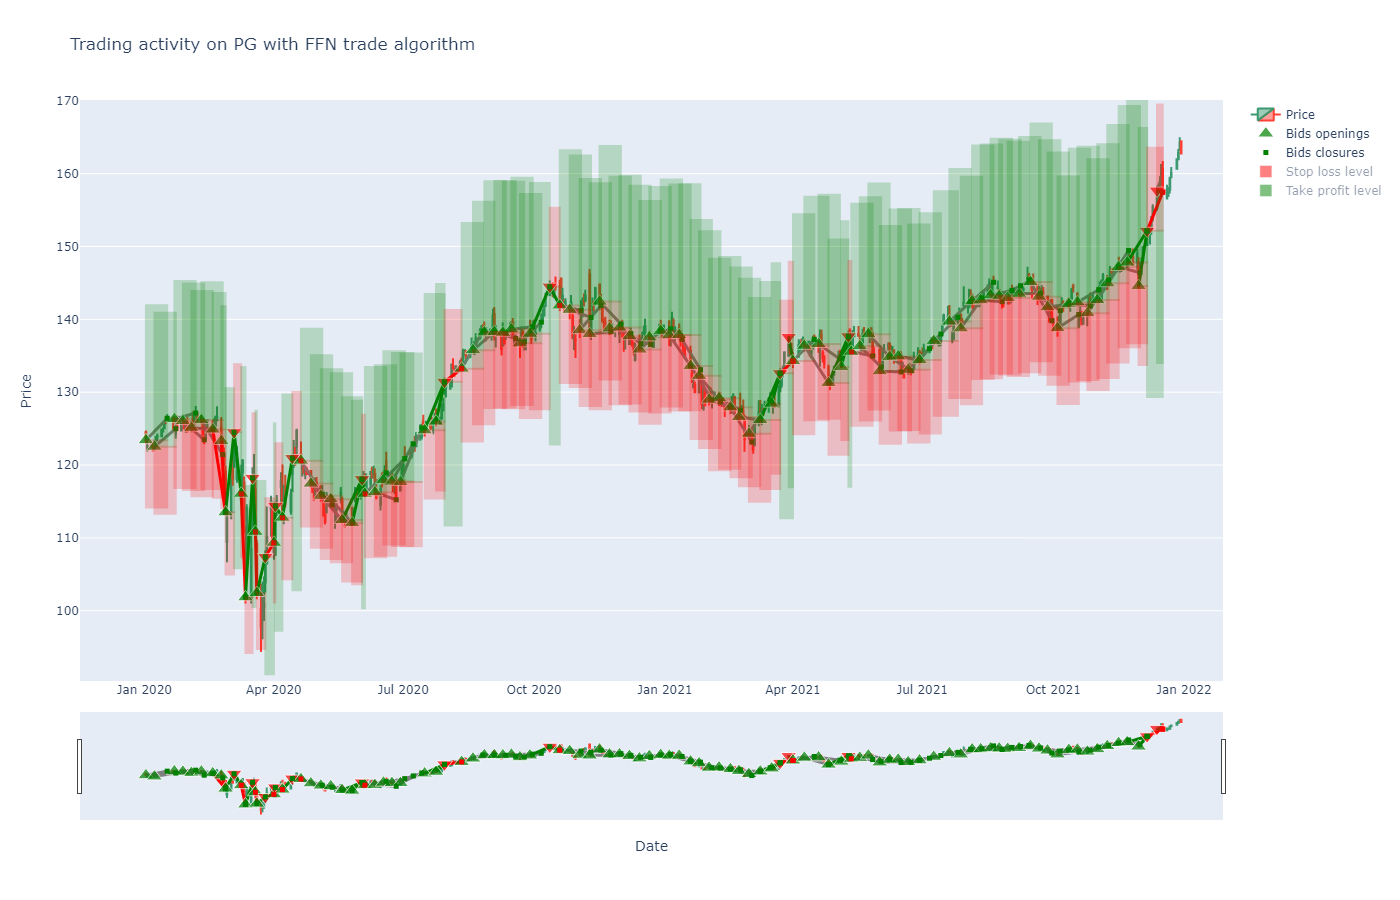 Trading activity on PG with FFN trade algorithm
170
160
150
140
130
120
110
100
Price
Jan 2020
Apr 2020
Jul 2020
Oct 2020
Jan 2021
Apr 2021
Jul 2021
Oct 2021
Jan 2022
Date
Price
Bids openings
Bids closures
Stop loss level
Take profit level